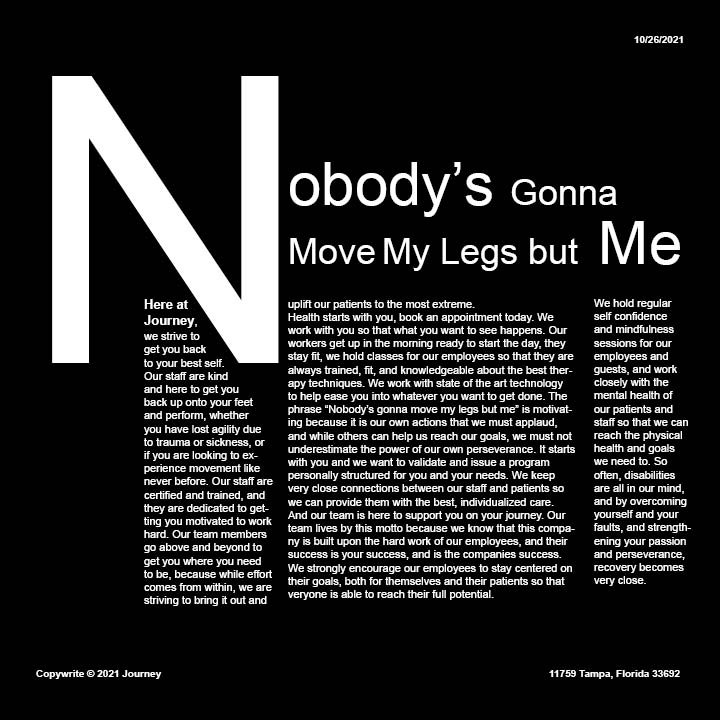 10/26/2021
Nobody’s Gonna
Move My Legs but Me
Here at
Journey,
we strive to
get you back
to your best self.
Our staff are kind
and here to get you
back up onto your feet
and perform, whether
you have lost agility due
to trauma or sickness, or
if you are looking to ex-
perience movement like
never before. Our staff are
certified and trained, and
they are dedicated to get-
ting you motivated to work
hard. Our team members
go above and beyond to
get you where you need
to be, because while effort
comes from within, we are
striving to bring it out and
uplift our patients to the most extreme.
Health starts with you, book an appointment today. We
work with you so that what you want to see happens. Our
workers get up in the morning ready to start the day, they
stay fit, we hold classes for our employees so that they are
always trained, fit, and knowledgeable about the best ther-
apy techniques. We work with state of the art technology
to help ease you into whatever you want to get done. The
phrase “Nobody’s gonna move my legs but me” is motivat-
ing because it is our own actions that we must applaud,
and while others can help us reach our goals, we must not
underestimate the power of our own perseverance. It starts
with you and we want to validate and issue a program
personally structured for you and your needs. We keep
very close connections between our staff and patients so
we can provide them with the best, individualized care.
And our team is here to support you on your journey. Our
team lives by this motto because we know that this compa-
ny is built upon the hard work of our employees, and their
success is your success, and is the companies success.
We strongly encourage our employees to stay centered on
their goals, both for themselves and their patients so that
veryone is able to reach their full potential.
We hold regular
self confidence
and mindfulness
sessions for our
employees and
guests, and work
closely with the
mental health of
our patients and
staff so that we can
reach the physical
health and goals
we need to. So
often, disabilities
are all in our mind,
and by overcoming
yourself and your
faults, and strength-
ening your passion
and perseverance,
recovery becomes
very close.
Copywrite © 2021 Journey
11759 Tampa, Florida 33692